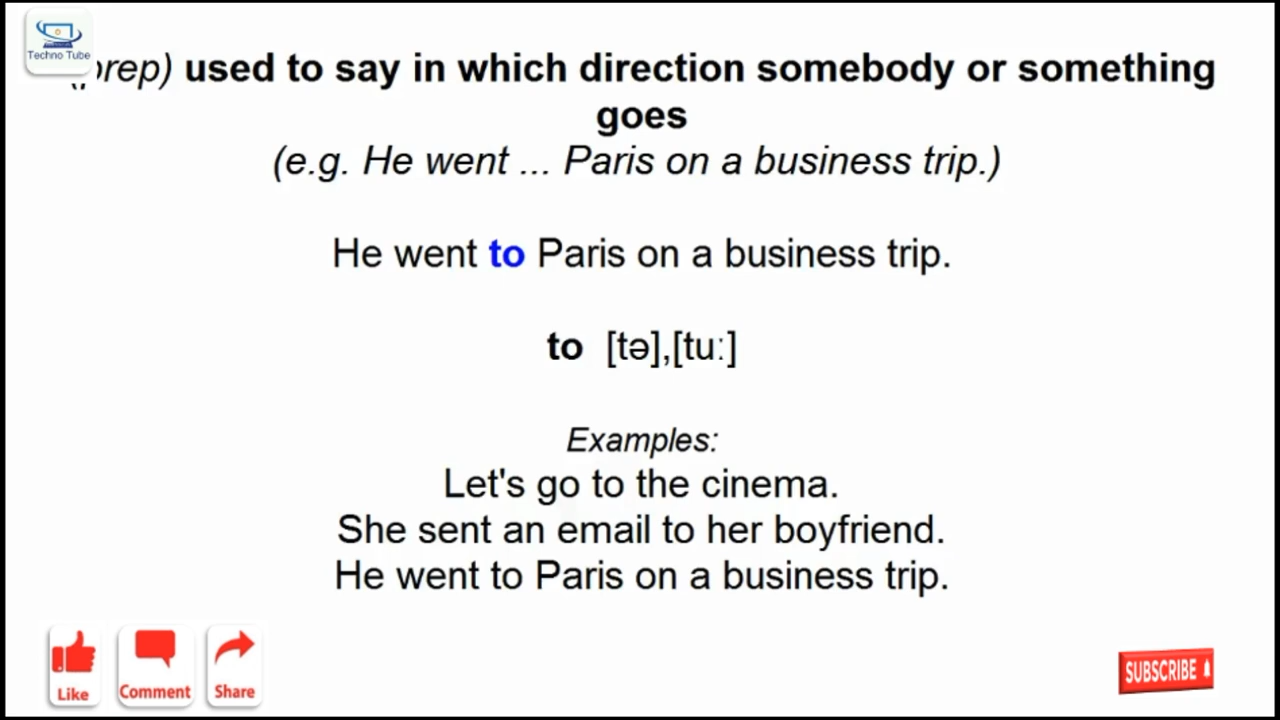 Techno Tube
(prep) used to say in which direction somebody or something
goes
(e.g. He went ... Paris on a business trip.)
He went to Paris on a business trip.
to [tə],[tuː]
Examples:
Let's go to the cinema.
She sent an email to her boyfriend.
He went to Paris on a business trip.
Like Comment Share
SUBSCRIBE